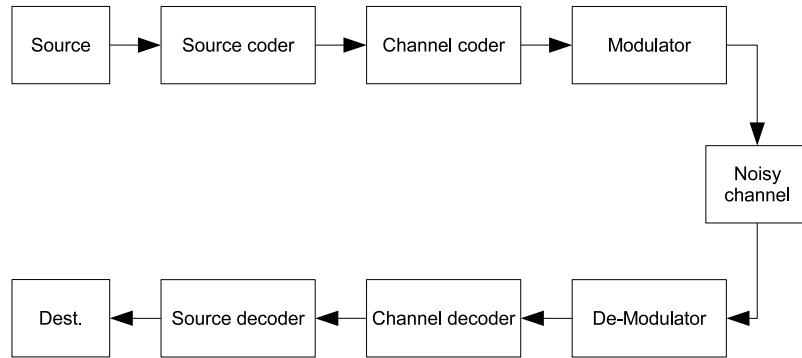 Source
Source coder
Channel coder
Modulator
Noisy
channel
Dest.
Source decoder
Channel decoder
De-Modulator